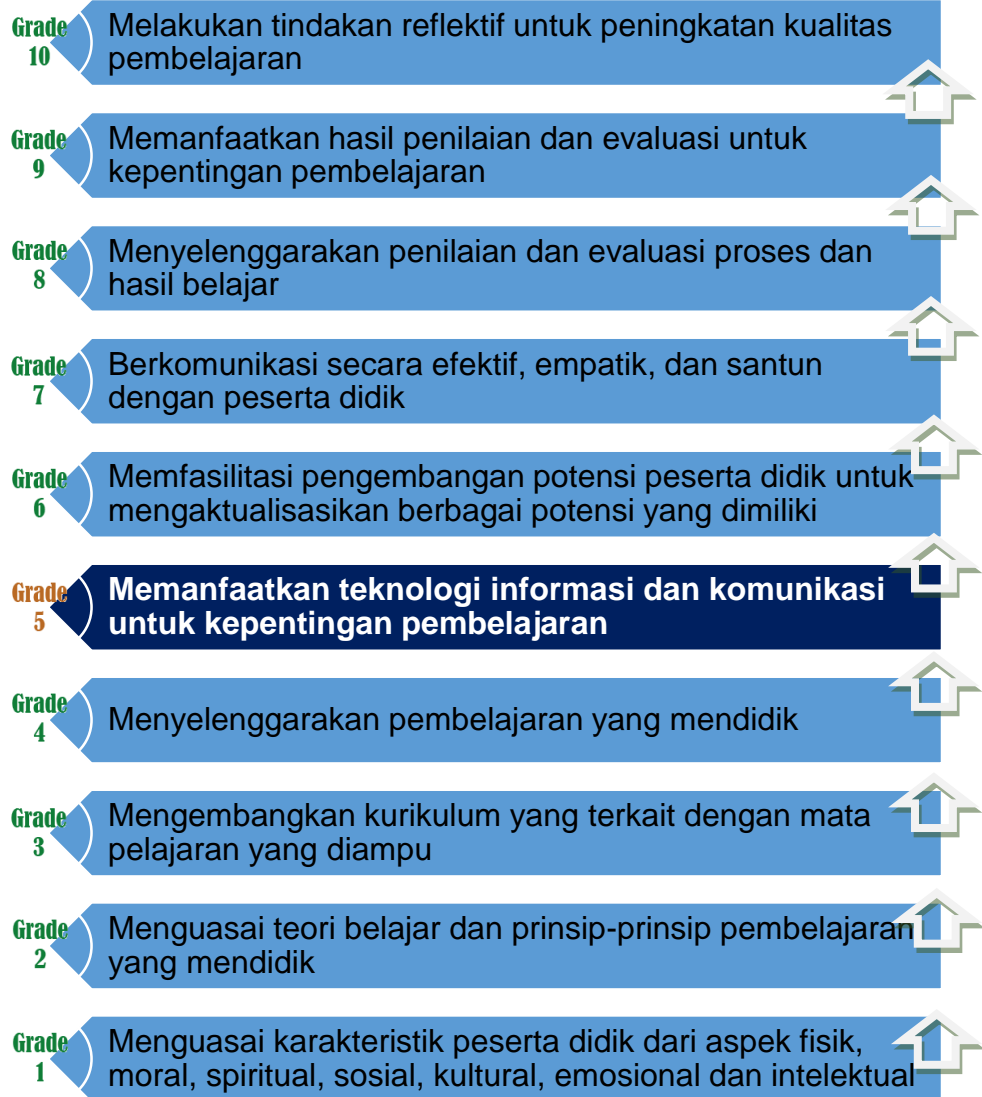 Grade
10
Melakukan tindakan reflektif untuk peningkatan kualitas
pembelajaran
Grade
9
Memanfaatkan hasil penilaian dan evaluasi untuk
kepentingan pembelajaran
Grade
8
Menyelenggarakan penilaian dan evaluasi proses dan
hasil belajar
Grade
7
Berkomunikasi secara efektif, empatik, dan santun
dengan peserta didik
Grade
6
Memfasilitasi pengembangan potensi peserta didik untuk
mengaktualisasikan berbagai potensi yang dimiliki
Grade
5
Memanfaatkan teknologi informasi dan komunikasi
untuk kepentingan pembelajaran
Grade
4
Menyelenggarakan pembelajaran yang mendidik
Grade
3
Mengembangkan kurikulum yang terkait dengan mata
pelajaran yang diampu
Grade
2
Menguasai teori belajar dan prinsip-prinsip pembelajaran
yang mendidik
Grade
1
Menguasai karakteristik peserta didik dari aspek fisik,
moral, spiritual, sosial, kultural, emosional dan intelektual